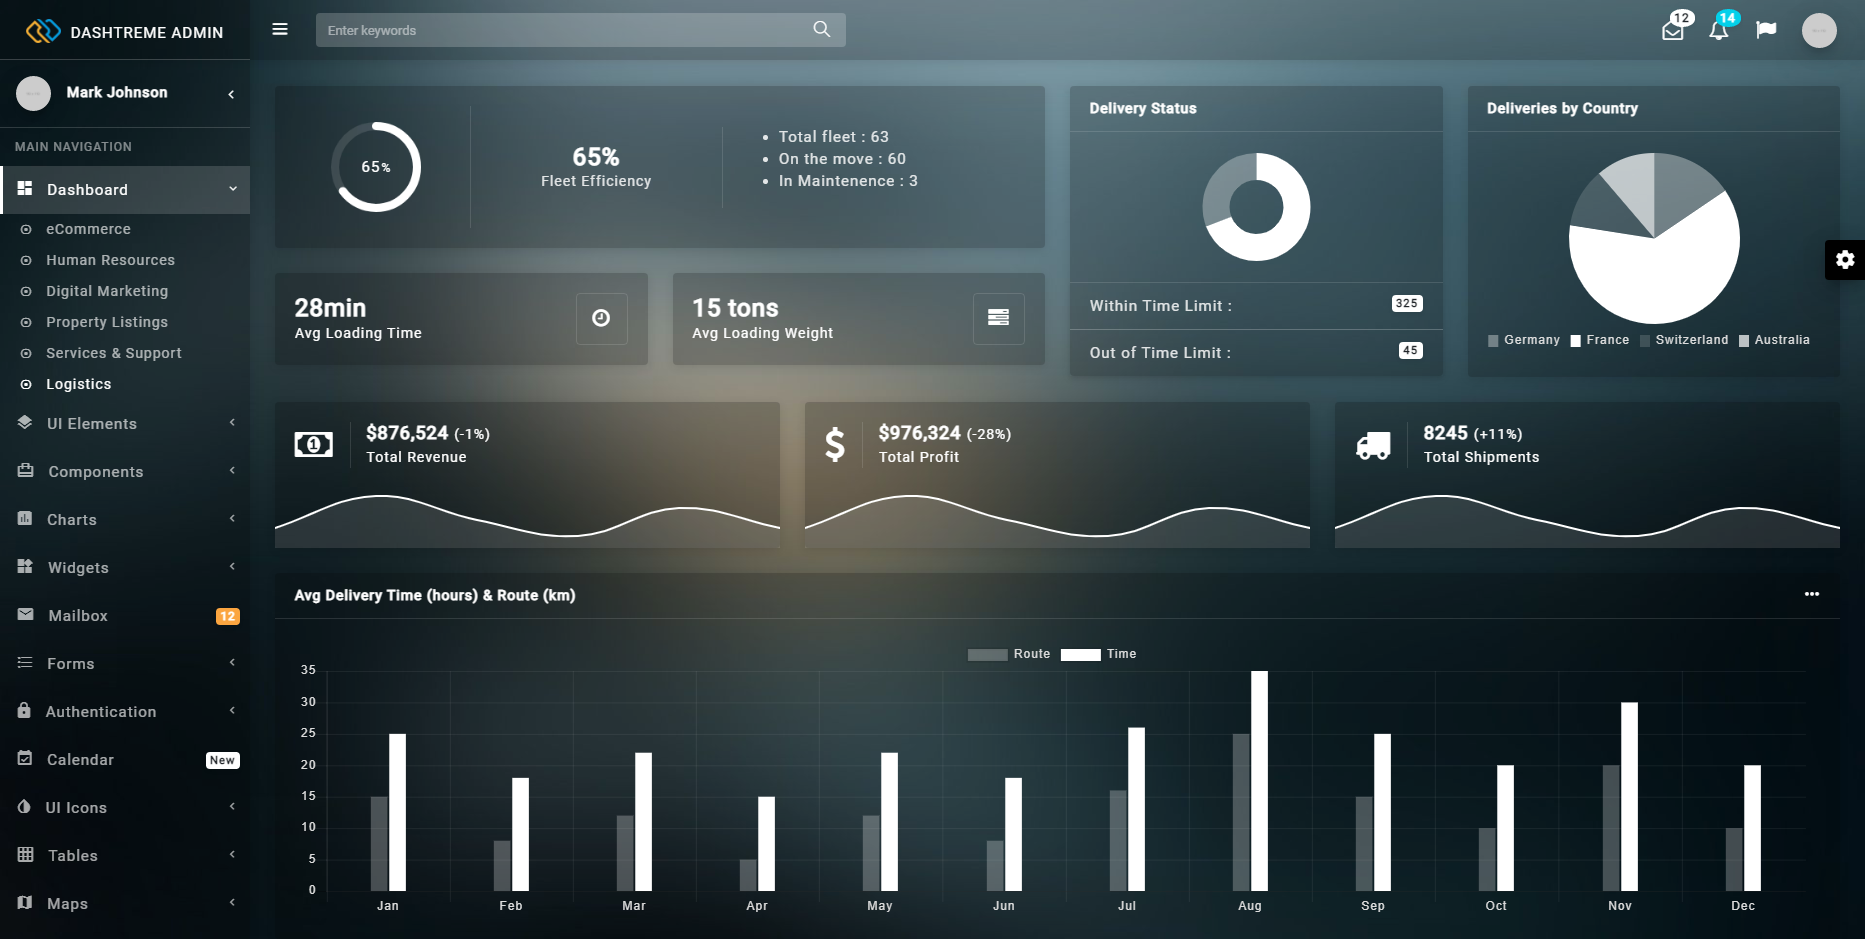 DASHTREME ADMIN
Enter keywords
12
14
Mark Johnson
MAIN NAVIGATION
Dashboard
eCommerce
Human Resources
Digital Marketing
Property Listings
Services & Support
Logistics
UI Elements
Components
Charts
Widgets
Mailbox 12
Forms
Authentication
Calendar New
UI Icons
Tables
Maps
65%
65%
Fleet Efficiency
Total fleet : 63
On the move : 60
In Maintenence : 3
Delivery Status
Within Time Limit : 325
Out of Time Limit : 45
Deliveries by Country
Germany France Switzerland Australia
28min
Avg Loading Time
15 tons
Avg Loading Weight
1
$876,524 (-1%)
Total Revenue
$
$976,324 (-28%)
Total Profit
8245 (+11%)
Total Shipments
Avg Delivery Time (hours) & Route (km)
Route Time
35
30
25
20
15
10
5
0
Jan Feb Mar Apr May Jun Jul Aug Sep Oct Nov Dec